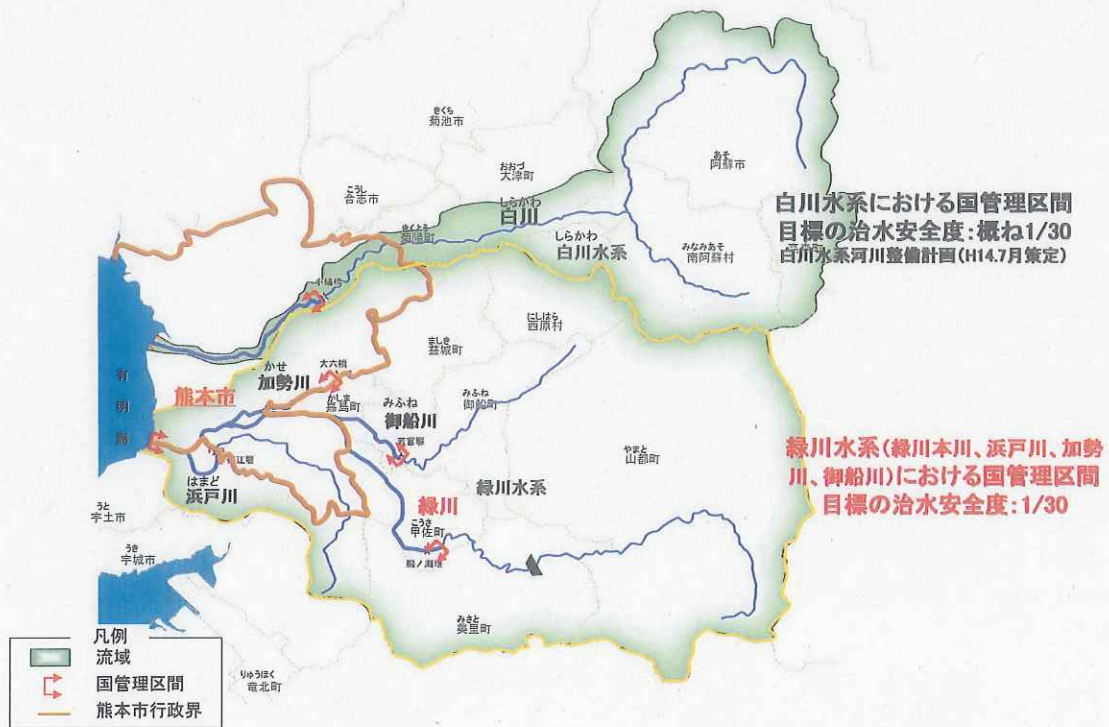 きくち
菊池市
おおづ
大津町
こうし
合志市
しらかわ
白川
あそ
阿蘇市
白川水系における国管理区間
目標の治水安全度:概ね1/30
白川水系河川整備計画(H14.7月策定)
しらかわ
白川水系
みなみあそ
南阿蘇村
にしはら
西原村
ましき
益城町
かせ
加勢川
大六橋
有明海
熊本市
かしま
嘉島町
みふね
御船川
みふね
御船町
やまと
山都町
緑川水系(緑川本川、浜戸川、加勢
川、御船川)における国管理区間
目標の治水安全度:1/30
はまど
浜戸川
緑川水系
緑川
うと
宇土市
こうさ
甲佐町
うき
宇城市
みさと
美里町
りゅうほく
竜北町
凡例
流域
国管理区間
熊本市行政界